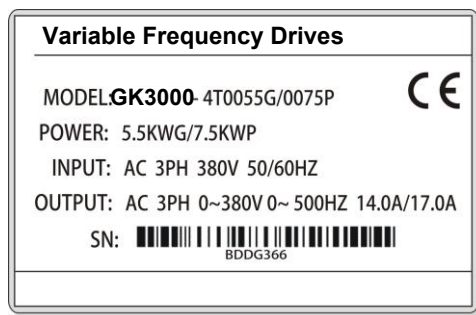 Variable Frequency Drives
MODEL:GK3000-4T0055G/0075P CE
POWER: 5.5KWG/7.5KWP
INPUT: AC 3PH 380V 50/60HZ
OUTPUT: AC 3PH 0~380V 0~ 500HZ 14.0A/17.0A
SN:
BDDG366